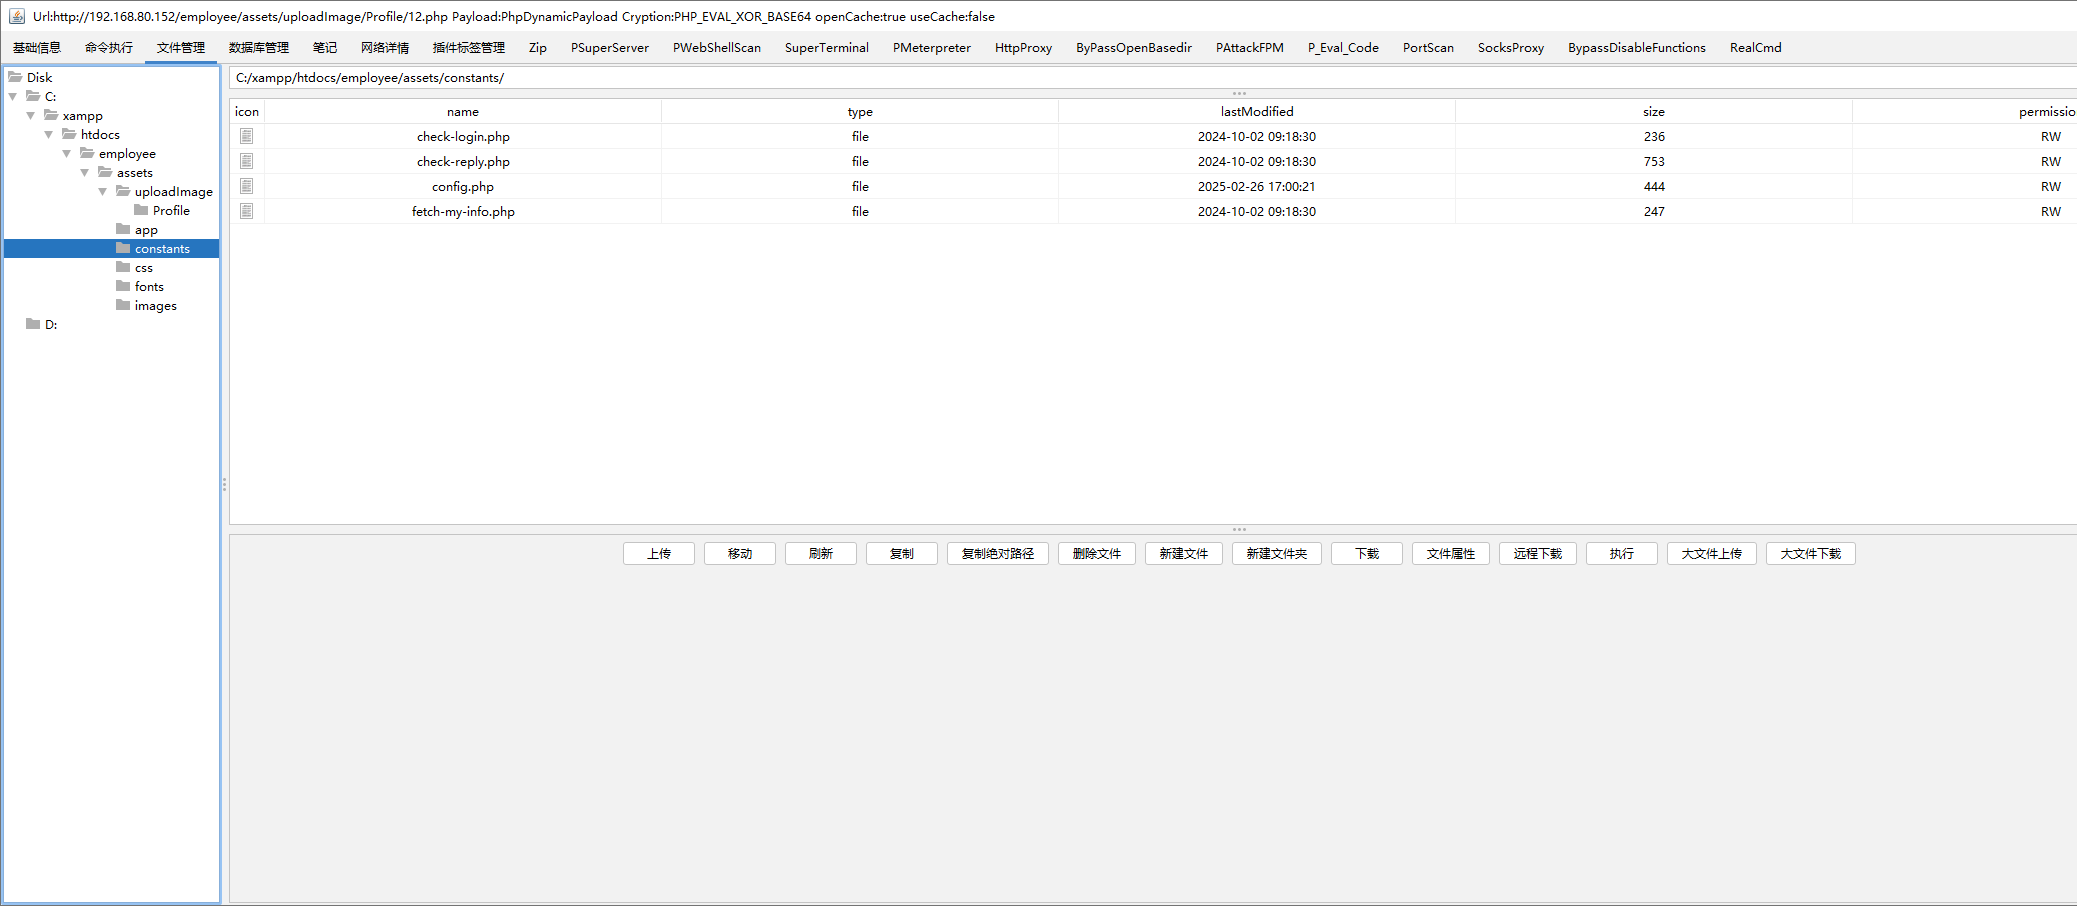 Url:http://192.168.80.152/employee/assets/uploadImage/Profile/12.php Payload:PhpDynamicPayload Cryption:PHP_EVAL_XOR_BASE64 openCache:true useCache:false
基础信息 命令执行 文件管理 数据库管理 笔记 网络详情 插件标签管理 Zip PSuperServer PWebShellScan SuperTerminal PMeterpreter HttpProxy ByPassOpenBasedir PAttackFPM P_Eval_Code PortScan SocksProxy BypassDisableFunctions RealCmd
Disk
C:
xampp
htdocs
employee
assets
uploadImage
Profile
app
constants
css
fonts
images
D:
C:/xampp/htdocs/employee/assets/constants/
icon name type lastModified size permissio
check-login.php file 2024-10-02 09:18:30 236 RW
check-reply.php file 2024-10-02 09:18:30 753 RW
config.php file 2025-02-26 17:00:21 444 RW
fetch-my-info.php file 2024-10-02 09:18:30 247 RW
上传 移动 刷新 复制 复制绝对路径 删除文件 新建文件 新建文件夹 下载 文件属性 远程下载 执行 大文件上传 大文件下载